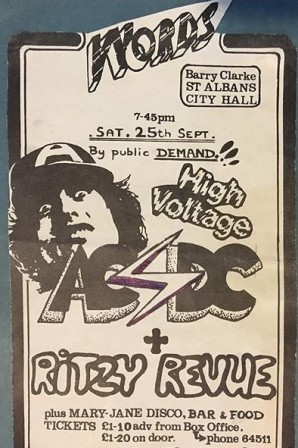 WORDS
Barry Clarke
ST ALBANS
CITY HALL
7-45pm
SAT. 25th SEPT.
By public DEMAND!!
High
Voltage
A
AC DC
+
RITZY REVUE
plus MARY-JANE DISCO, BAR & FOOD
TICKETS £1-10 adv from Box Office,
£1-20 on door. phone 64511